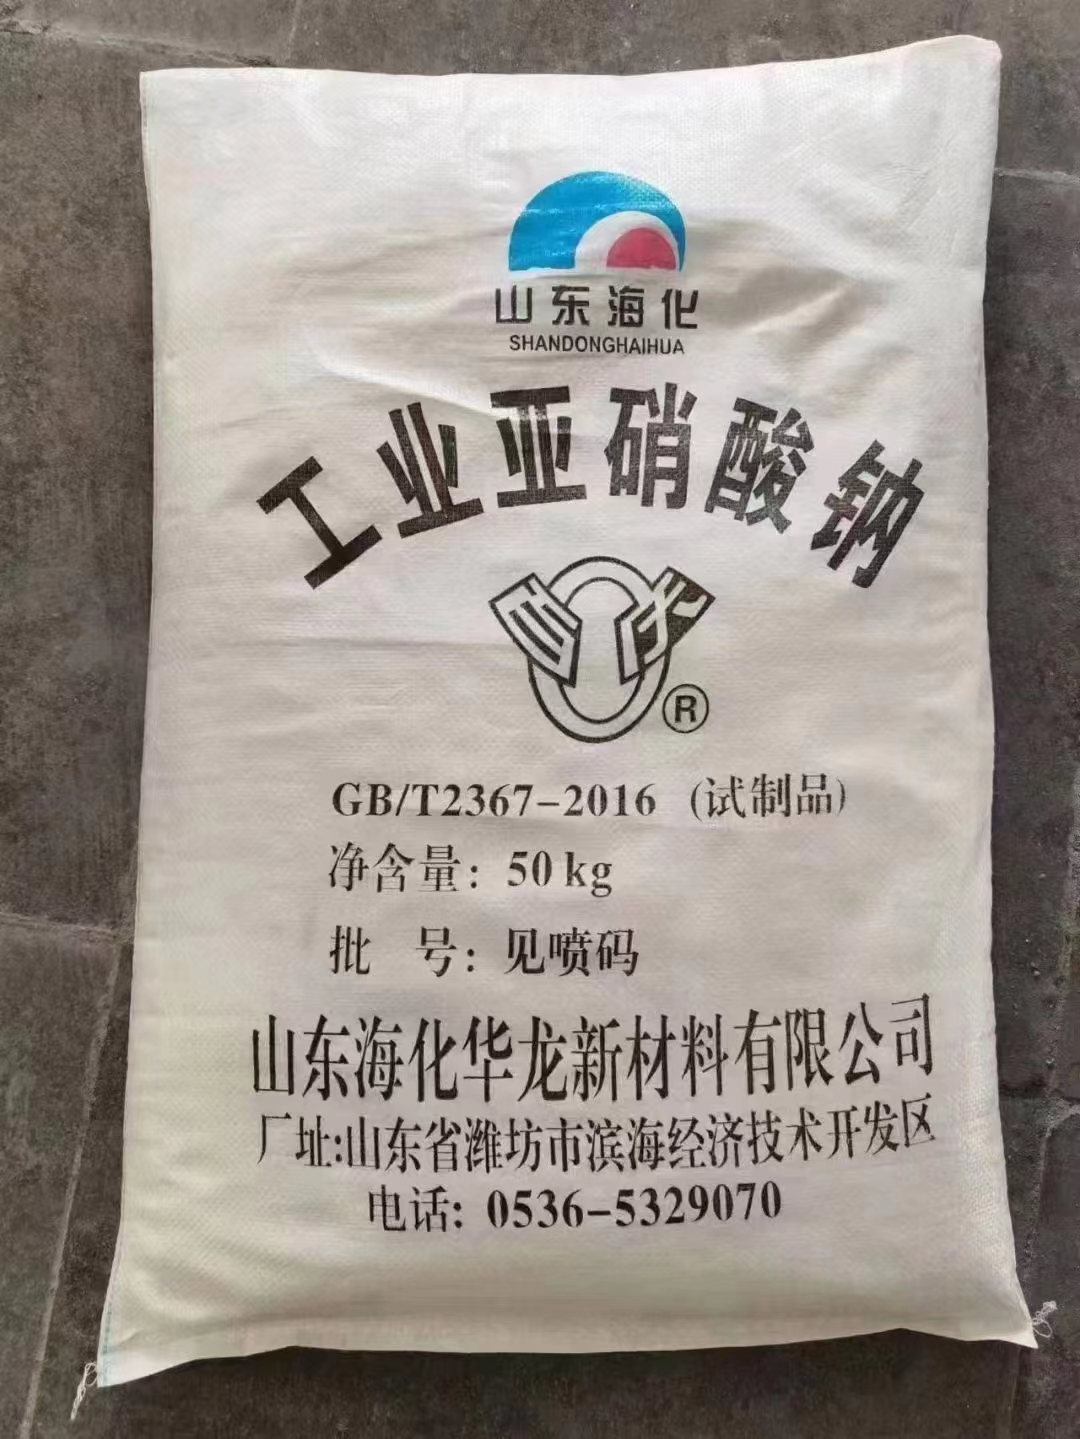 山东海化
SHANDONGHAIHUA
工业亚硝酸钠
®
GB/T2367-2016 (试制品)
净含量: 50kg
批 号: 见喷码
山东海化华龙新材料有限公司
厂址:山东省潍坊市滨海经济技术开发区
电话: 0536-5329070